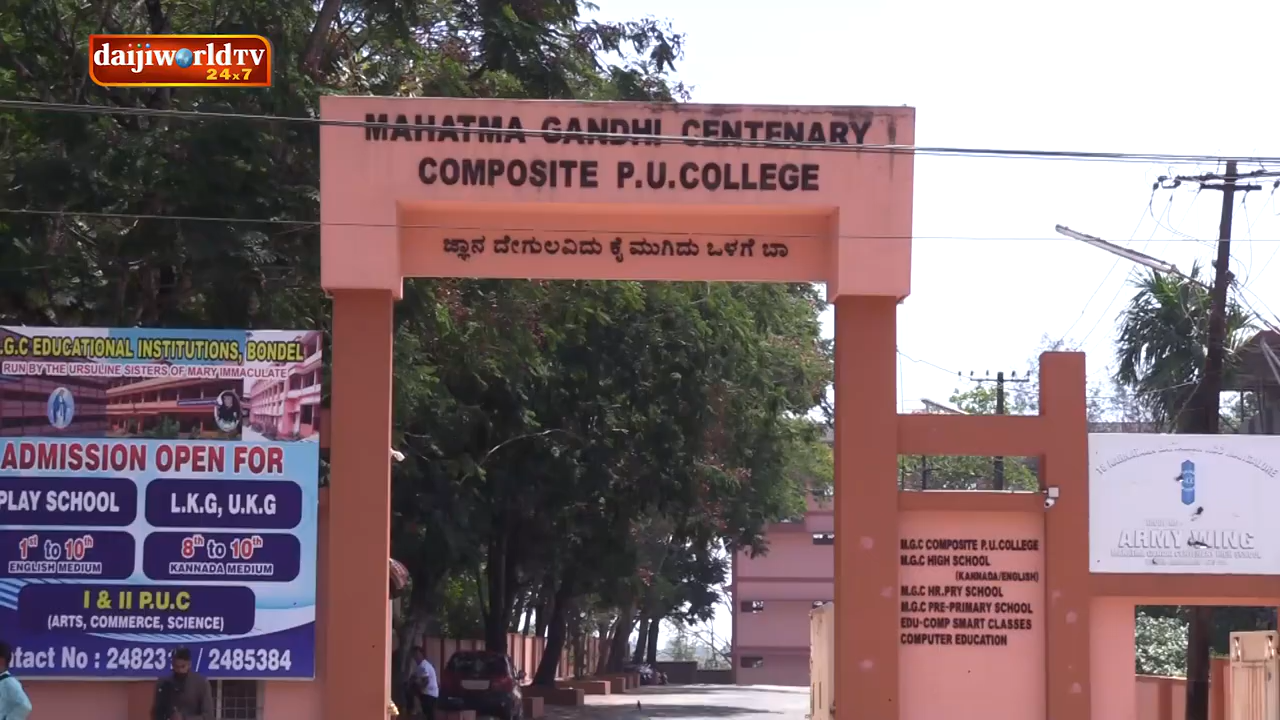 daijiworldTV
24x7
MAHATMA GANDHI CENTENARY
COMPOSITE P.U.COLLEGE
ಜ್ಞಾನ ದೇಗುಲವಿದು ಕೈ ಮುಗಿದು ಒಳಗೆ ಬಾ
.G.C EDUCATIONAL INSTITUTIONS, BONDEL
RUN BY THE URSULINE SISTERS OF MARY IMMACULATE
ADMISSION OPEN FOR
PLAY SCHOOL
L.K.G, U.K.G
1st to 10th
ENGLISH MEDIUM
8th to 10th
KANNADA MEDIUM
I & II P.U.C
(ARTS, COMMERCE, SCIENCE)
ntact No : 24823 / 2485384
M.G.C COMPOSITE P.U.COLLEGE
M.G.C HIGH SCHOOL
(KANNADA/ENGLISH)
M.G.C HR.PRY SCHOOL
M.G.C PRE-PRIMARY SCHOOL
EDU-COMP SMART CLASSES
COMPUTER EDUCATION
ARMY WING